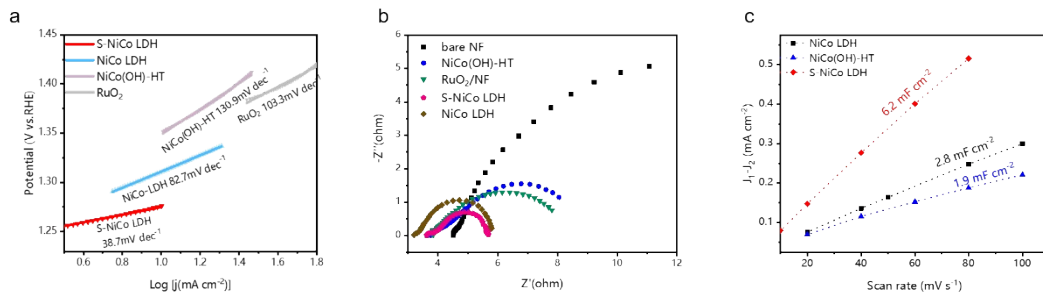 a
1.45
1.40
1.35
1.30
1.25
Potential (V vs.RHE)
S-NiCo LDH
NiCo LDH
NiCo(OH)-HT
RuO2
NiCo(OH)-HT 130.9mV dec-1
RuO2 103.3mV dec-1
NiCo-LDH 82.7mV dec-1
S-NiCo LDH
38.7mV dec-1
0.6 0.8 1.0 1.2 1.4 1.6 1.8
Log [j(mA cm-2)]
b
6
5
4
3
2
1
0
-Z''(ohm)
bare NF
NiCo(OH)-HT
RuO2/NF
S-NiCo LDH
NiCo LDH
2 4 6 8 10 12
Z'(ohm)
c
0.5
0.4
0.3
0.2
0.1
J1-J2 (mA cm-2)
NiCo LDH
NiCo(OH)-HT
S-NiCo LDH
6.2 mF cm-2
2.8 mF cm-2
1.9 mF cm-2
20 40 60 80 100
Scan rate (mV s-1)